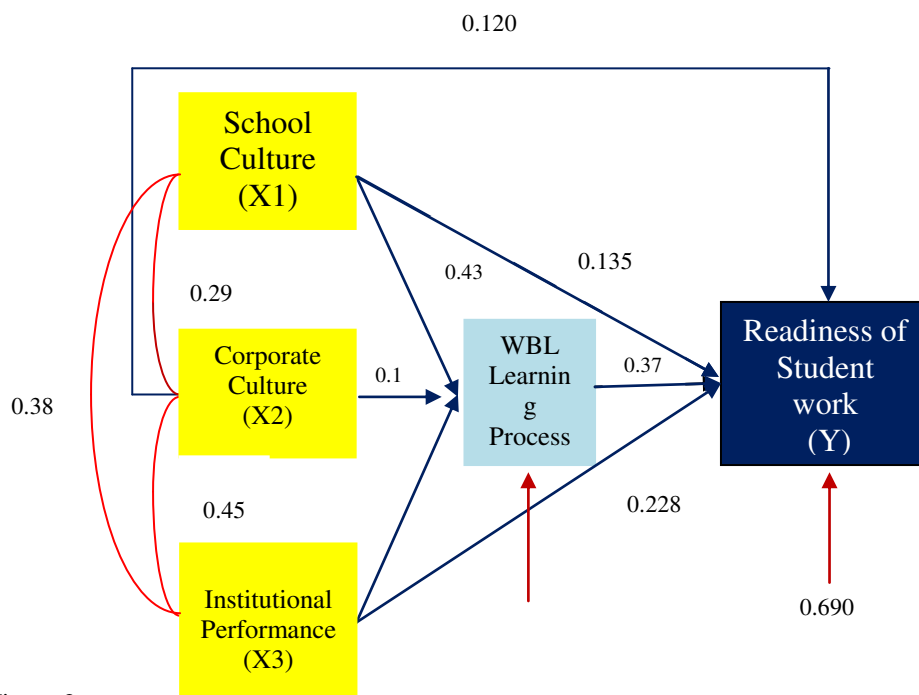 0.120
School
Culture
(X1)
0.43
0.135
0.29
Readiness of
Student
work
(Y)
WBL
Learnin
g
Process
Corporate
Culture
(X2)
0.1
0.37
0.38
0.45
0.228
Institutional
Performance
(X3)
0.690